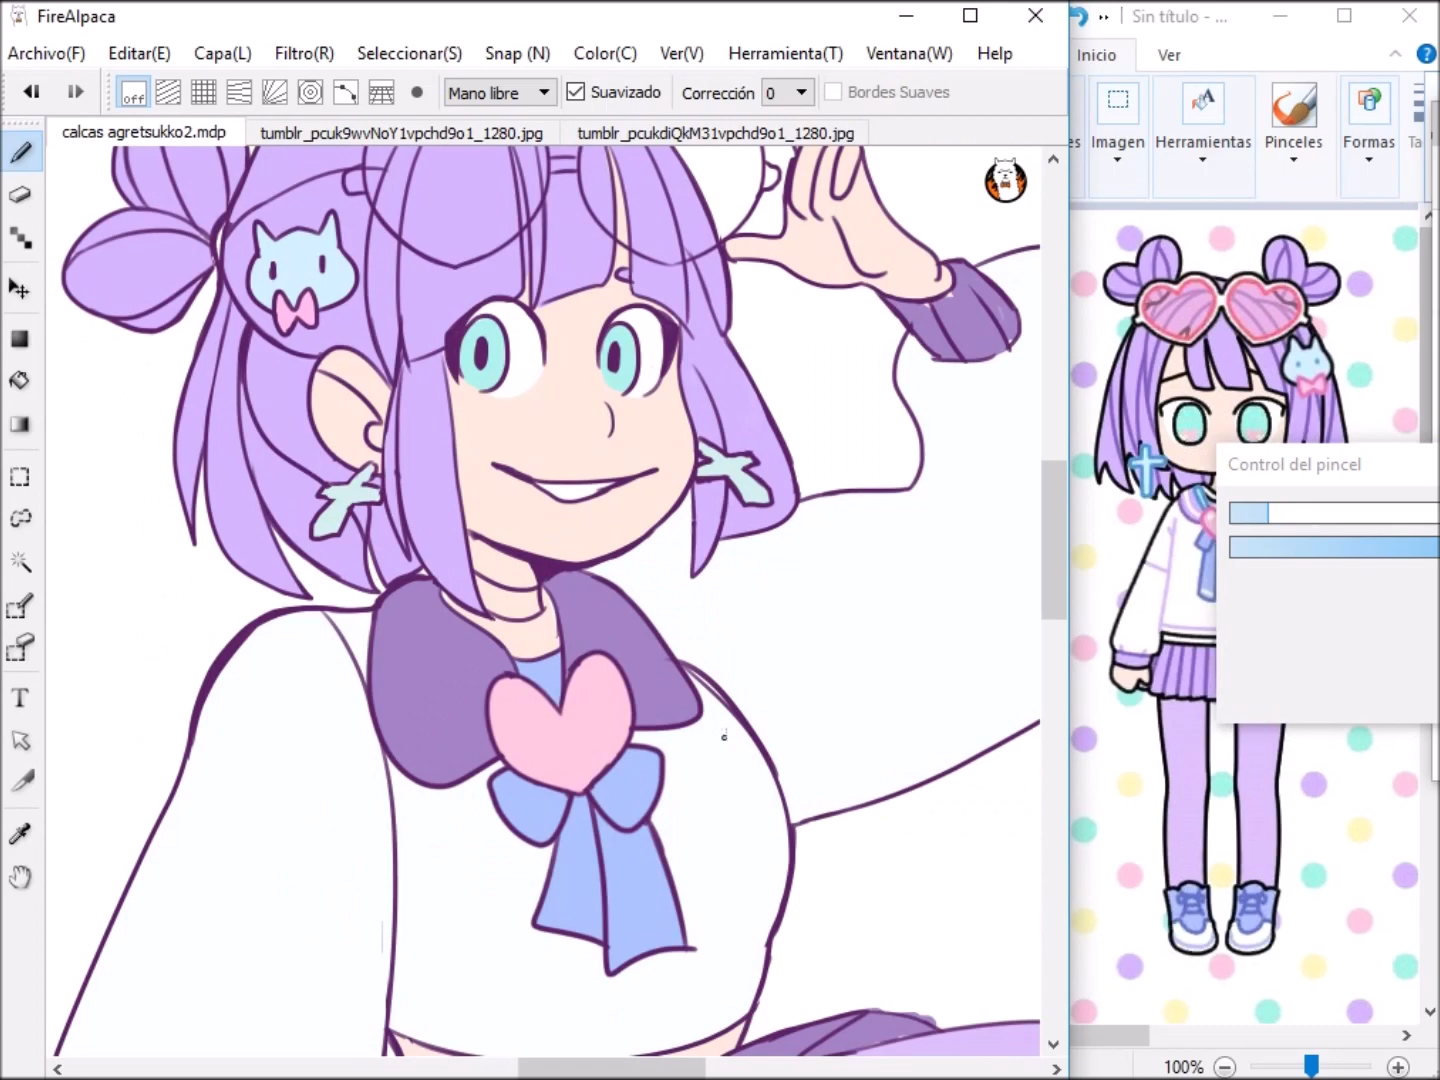 FireAlpaca
Sin título - ...
Archivo(F) Editar(E) Capa(L) Filtro(R) Seleccionar(S) Snap (N) Color(C) Ver(V) Herramienta(T) Ventana(W) Help
Inicio Ver
off Mano libre Suavizado Corrección 0 Bordes Suaves
calcas agretsukko2.mdp tumblr_pcuk9wvNoY1vpchd9o1_1280.jpg tumblr_pcukdiQkM31vpchd9o1_1280.jpg
es Imagen Herramientas Pinceles Formas Ta
Control del pincel
T
100%